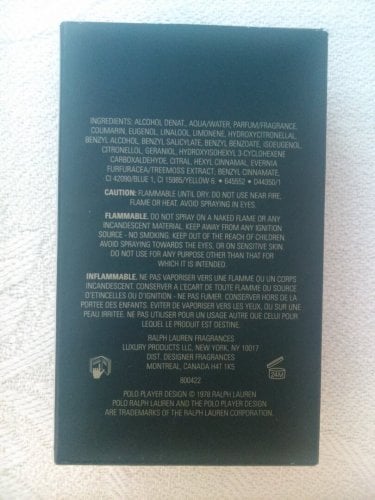 INGREDIENTS: ALCOHOL DENAT., AQUA/WATER, PARFUM/FRAGRANCE,
COUMARIN, EUGENOL, LINALOOL, LIMONENE, HYDROXYCITRONELLAL,
BENZYL ALCOHOL, BENZYL SALICYLATE, BENZYL BENZOATE, ISOEUGENOL,
CITRONELLOL, GERANIOL, HYDROXYISOHEXYL 3-CYCLOHEXENE
CARBOXALDEHYDE, CITRAL, HEXYL CINNAMAL, EVERNIA
FURFURACEA/TREEMOSS EXTRACT, BENZYL CINNAMATE,
CI 42090/BLUE 1, CI 15985/YELLOW 6. • 645552 • D44350/1
CAUTION: FLAMMABLE UNTIL DRY. DO NOT USE NEAR FIRE,
FLAME OR HEAT. AVOID SPRAYING IN EYES.
FLAMMABLE. DO NOT SPRAY ON A NAKED FLAME OR ANY
INCANDESCENT MATERIAL. KEEP AWAY FROM ANY IGNITION
SOURCE - NO SMOKING. KEEP OUT OF THE REACH OF CHILDREN.
AVOID SPRAYING TOWARDS THE EYES, OR ON SENSITIVE SKIN.
DO NOT USE FOR ANY PURPOSE OTHER THAN THAT FOR
WHICH IT IS INTENDED.
INFLAMMABLE. NE PAS VAPORISER VERS UNE FLAMME OU UN CORPS
INCANDESCENT. CONSERVER A L'ECART DE TOUTE FLAMME OU SOURCE
D'ETINCELLES OU D'IGNITION - NE PAS FUMER. CONSERVER HORS DE LA
PORTEE DES ENFANTS. EVITER DE VAPORISER VERS LES YEUX, OU SUR UNE
PEAU IRRITEE. NE PAS UTILISER POUR UN USAGE AUTRE QUE CELUI POUR
LEQUEL LE PRODUIT EST DESTINE.
RALPH LAUREN FRAGRANCES
LUXURY PRODUCTS LLC, NEW YORK, NY 10017
DIST. DESIGNER FRAGRANCES
MONTREAL, CANADA H4T 1K5
24M
800422
POLO PLAYER DESIGN © 1978 RALPH LAUREN
POLO RALPH LAUREN AND THE POLO PLAYER DESIGN
ARE TRADEMARKS OF THE RALPH LAUREN CORPORATION.